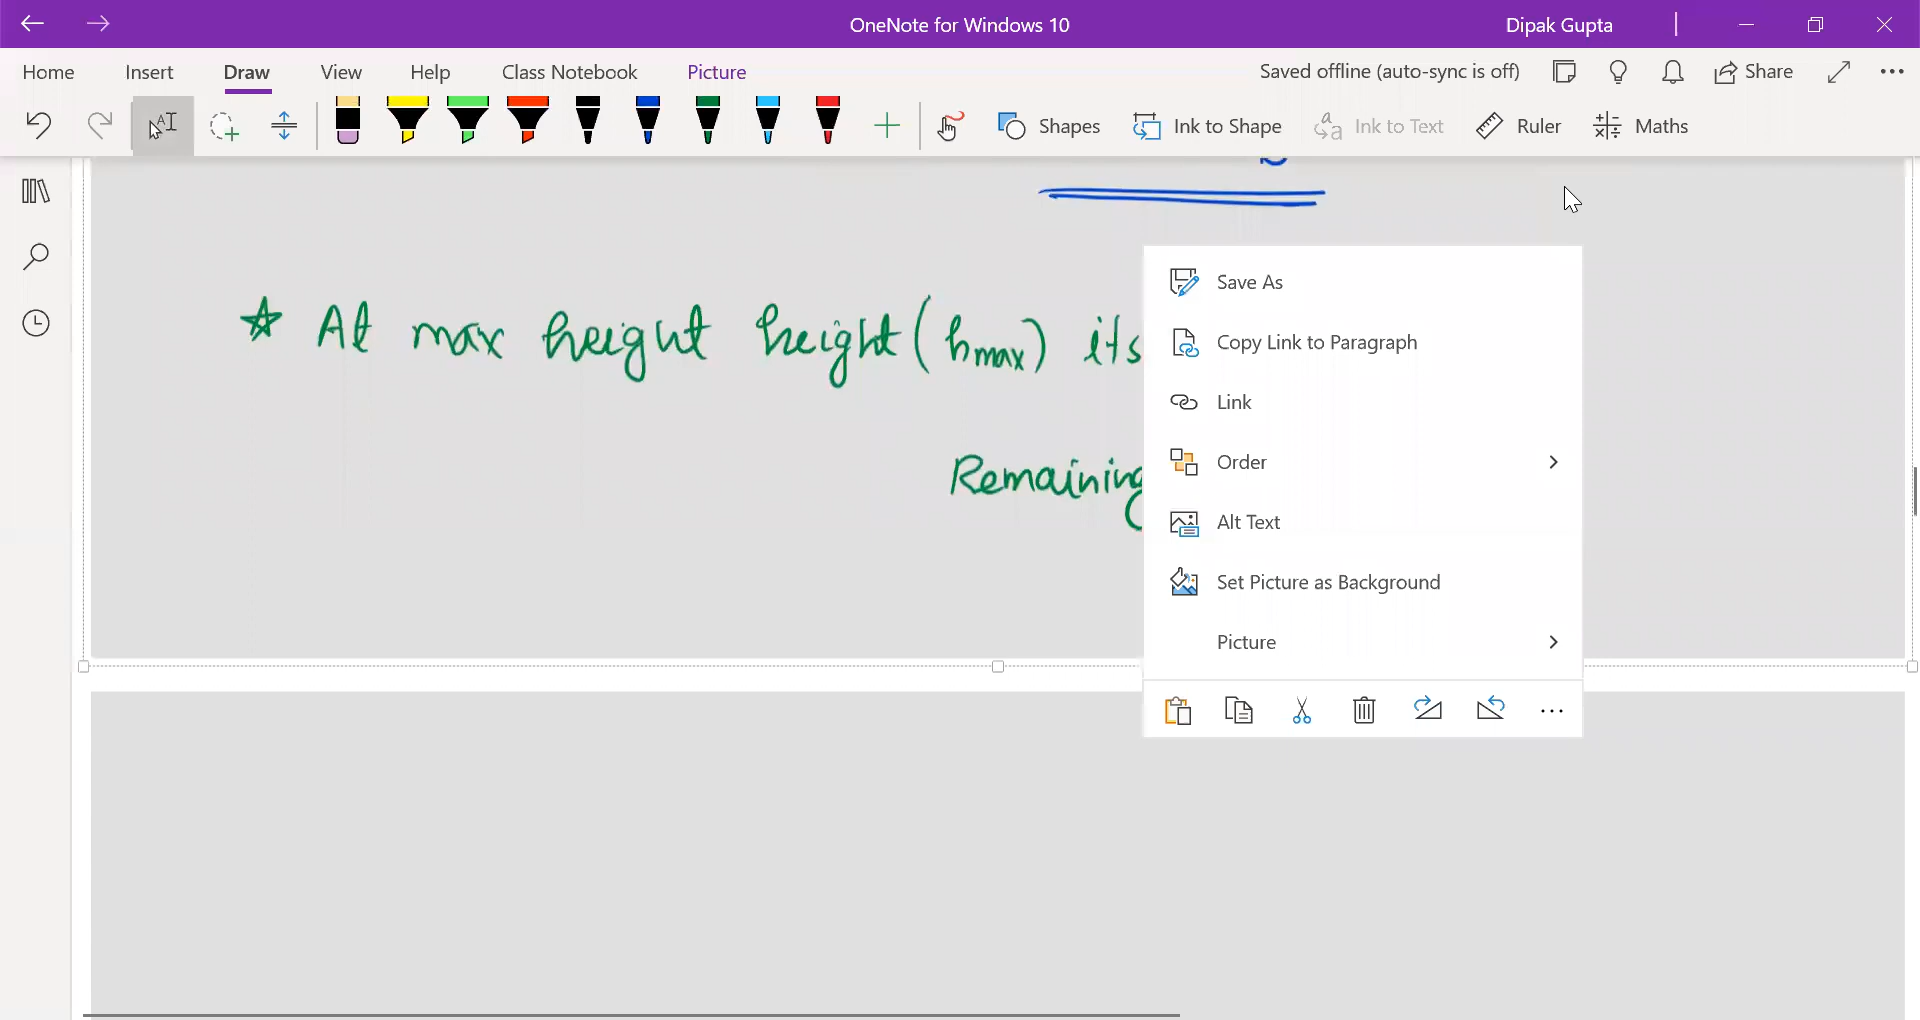 OneNote for Windows 10
Dipak Gupta
Home Insert Draw View Help Class Notebook Picture
Saved offline (auto-sync is off) Share
Shapes Ink to Shape Ink to Text Ruler Maths
☆ At max height height (hmax) its
Remaining
Save As
Copy Link to Paragraph
Link
Order
Alt Text
Set Picture as Background
Picture